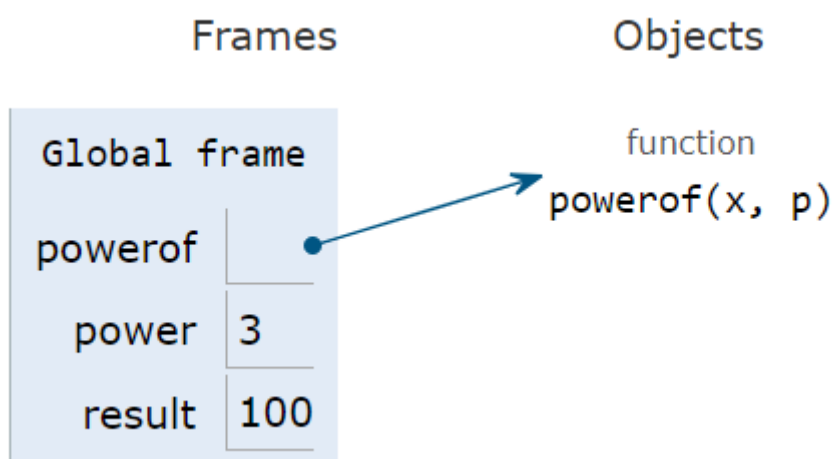 Frames
Objects
Global frame
function
powerof(x, p)
powerof
power 3
result 100